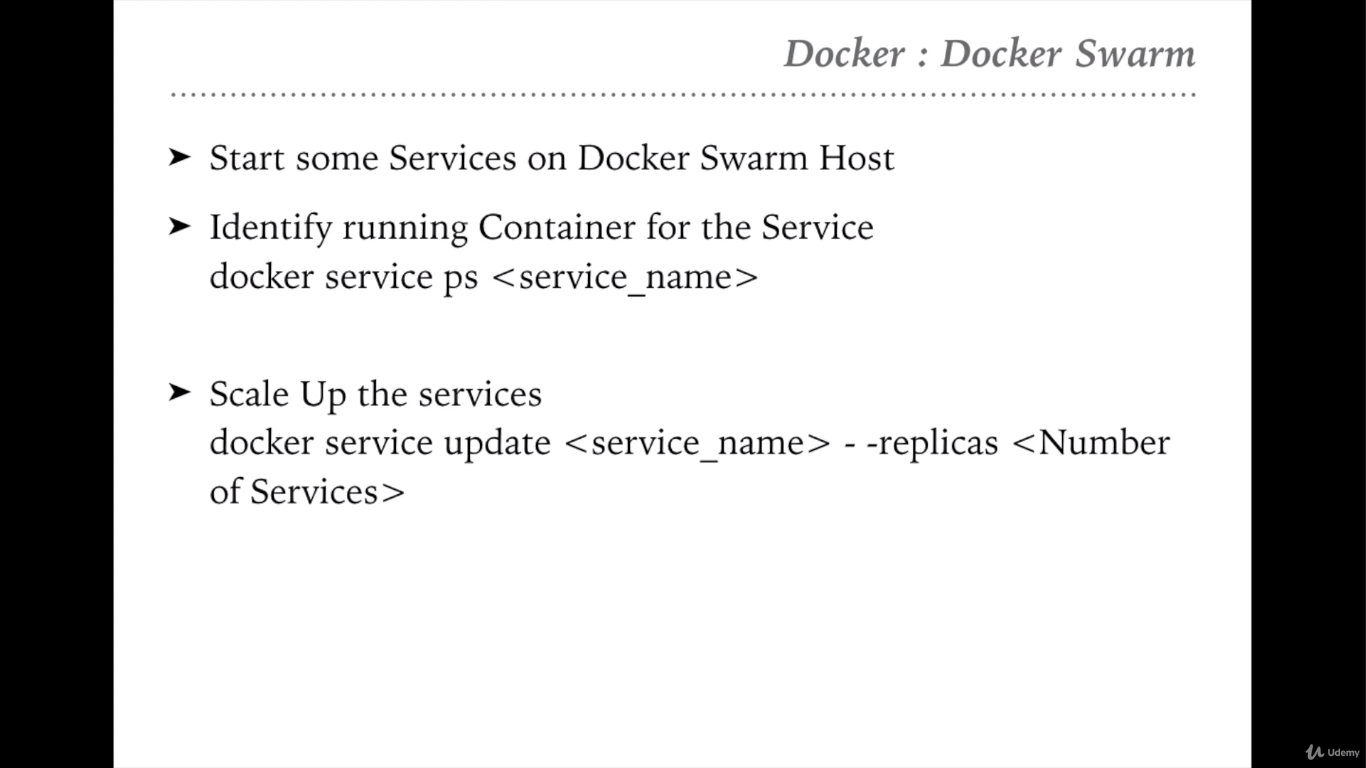 Docker : Docker Swarm
➤ Start some Services on Docker Swarm Host
➤ Identify running Container for the Service
docker service ps <service_name>
➤ Scale Up the services
docker service update <service_name> - -replicas <Number
of Services>
Udemy